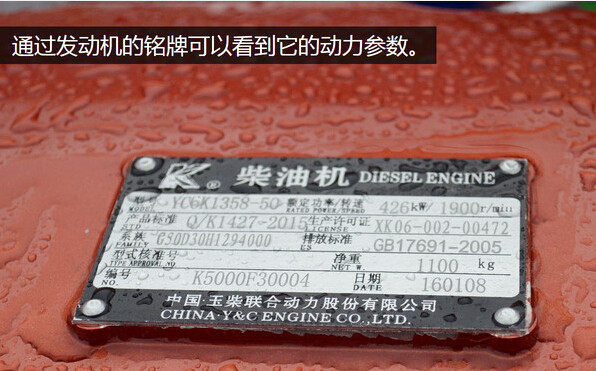 通过发动机的铭牌可以看到它的动力参数。
K® 柴油机 DIESEL ENGINE
型号 MODEL YC6K1358-50 额定功率/转速 RATED POWER/SPEED 426kW/1900r/min
产品标准 STD Q/K1427-2015 生产许可证 LICENSE XK06-002-00472
系族 FAMILY GS0D30H1294000 排放标准 ES GB17691-2005
型式核准号 TYPE APPROVAL NO 净重 NET W. 1100 kg
编号 NO. K5000F30004 日期 DATE 160108
中国·玉柴联合动力股份有限公司
CHINA·Y&C ENGINE CO.,LTD.